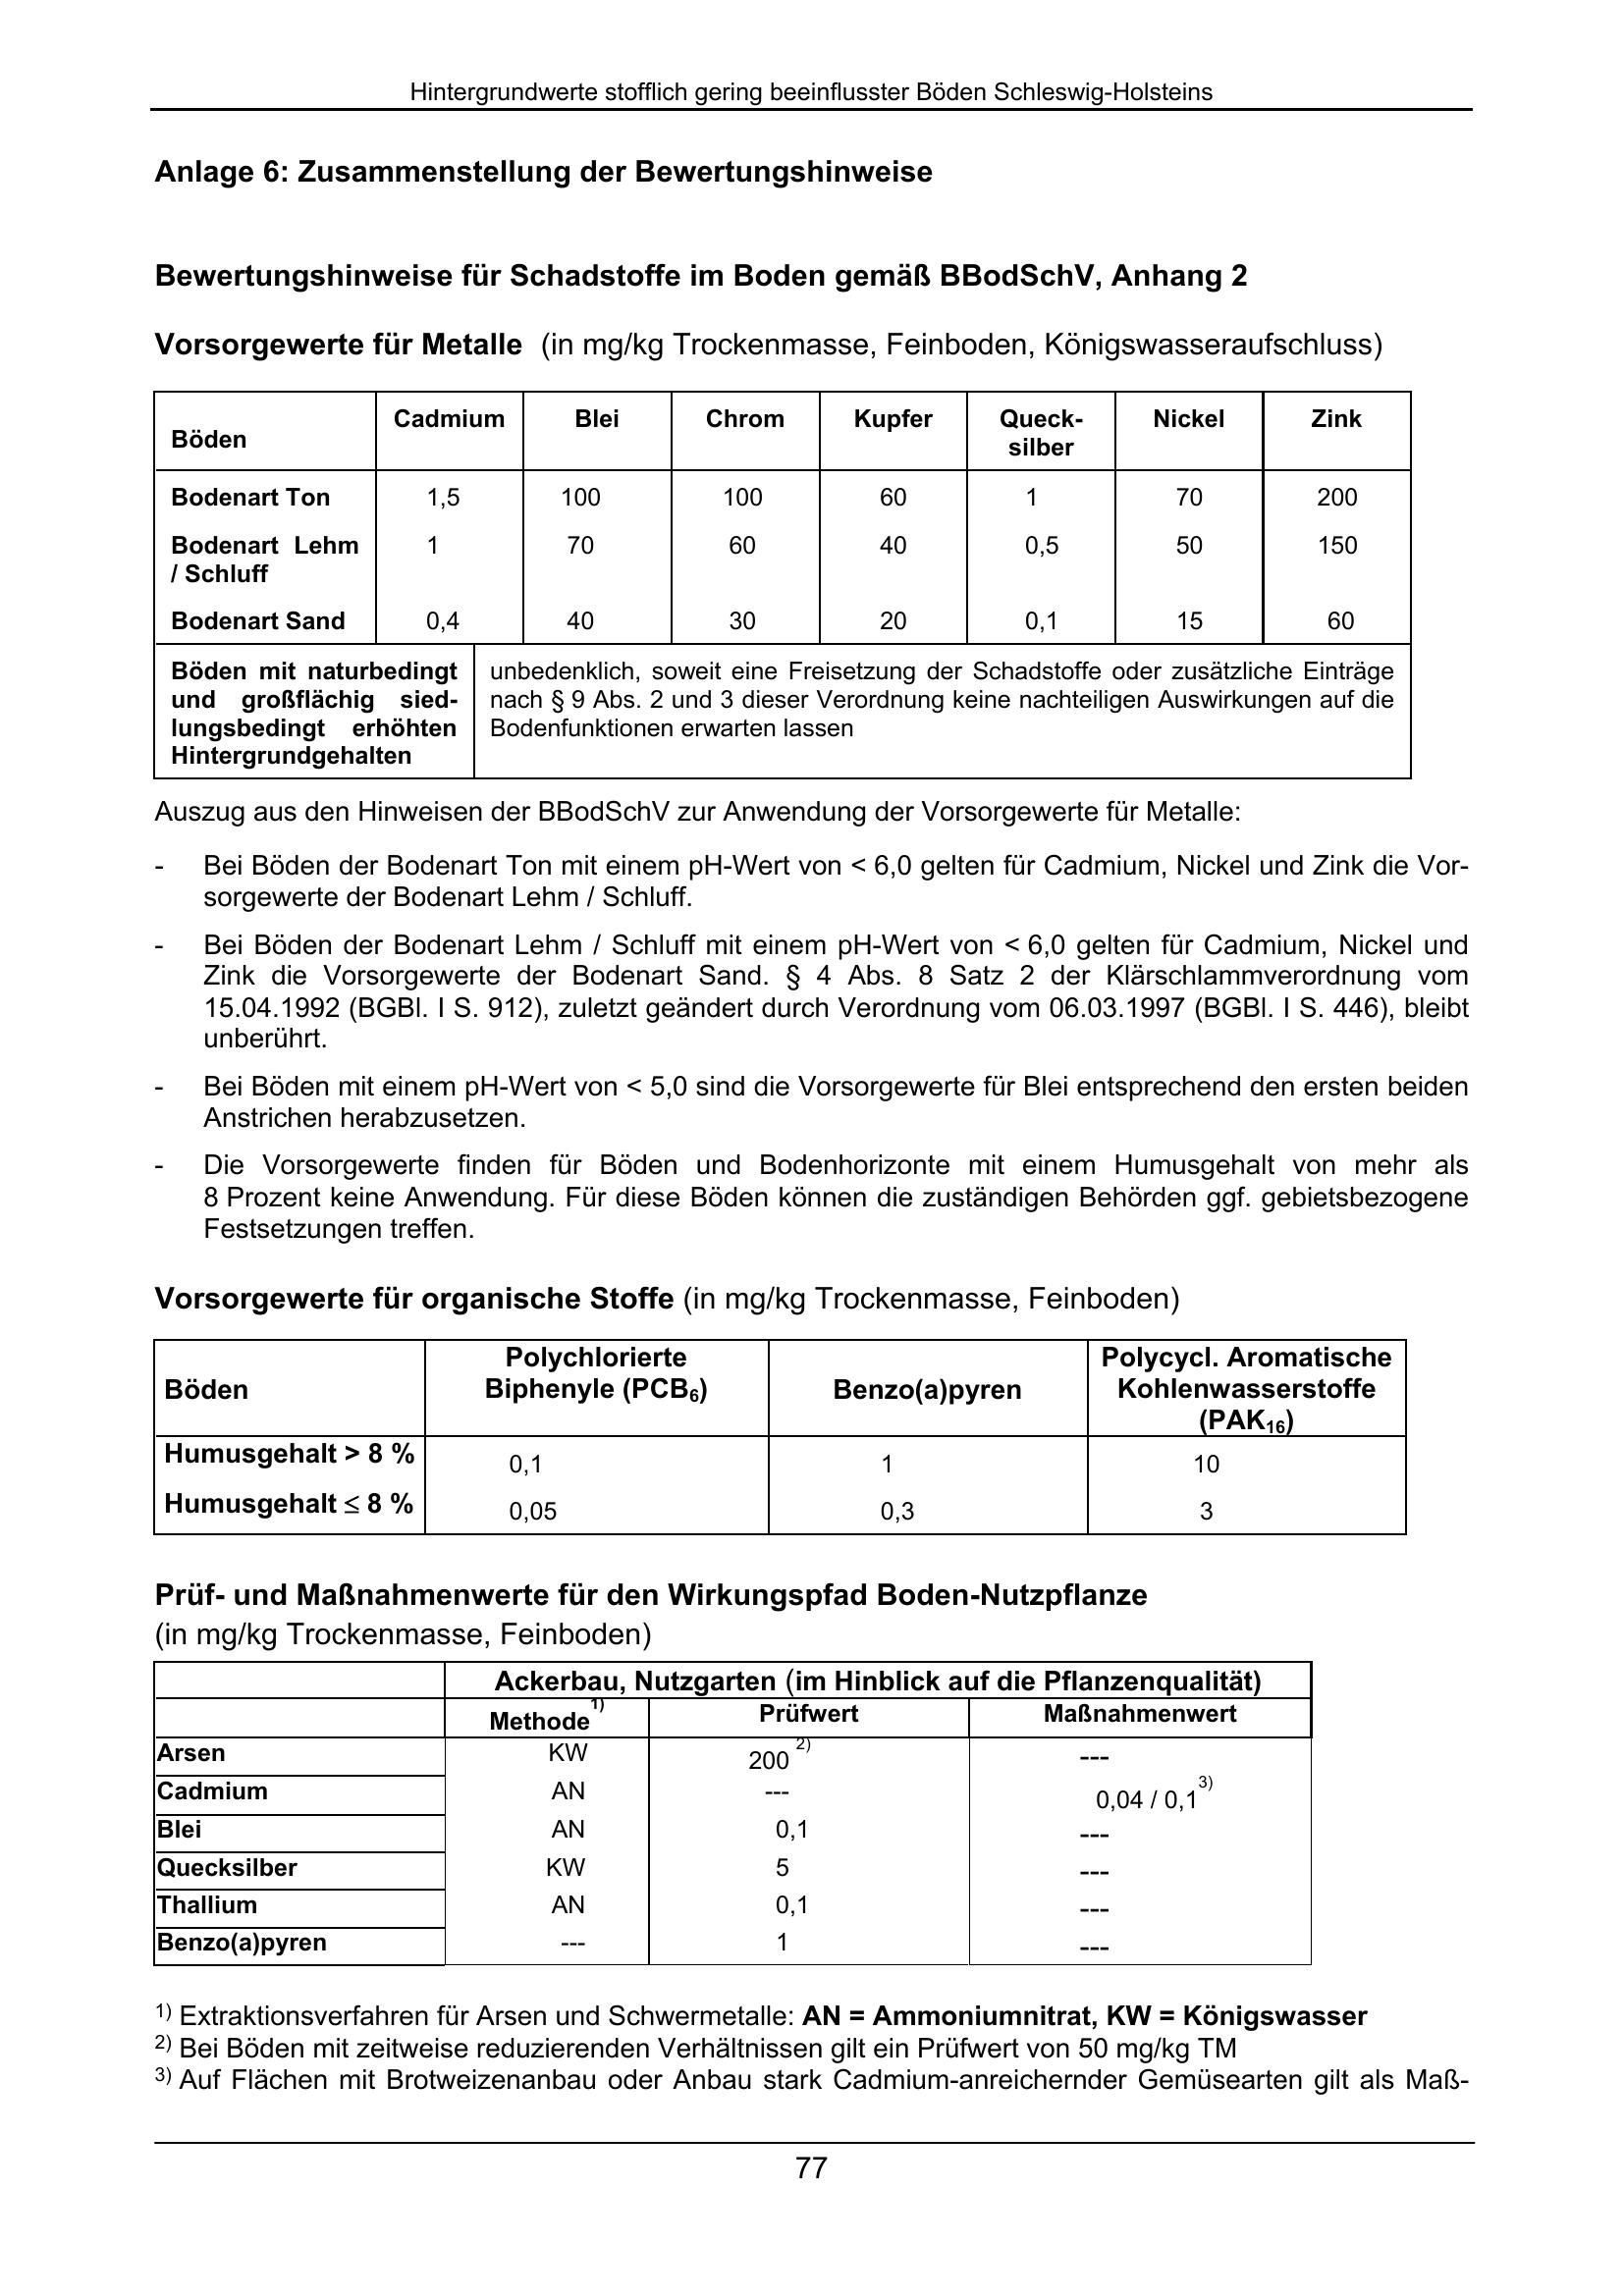 Hintergrundwerte stofflich gering beeinflusster Böden Schleswig-Holsteins
Anlage 6: Zusammenstellung der Bewertungshinweise
Bewertungshinweise für Schadstoffe im Boden gemäß BBodSchV, Anhang 2
Vorsorgewerte für Metalle (in mg/kg Trockenmasse, Feinboden, Königswasseraufschluss)
Böden Cadmium Blei Chrom Kupfer Queck- Nickel Zink
silber
Bodenart Ton 1,5 100 100 60 1 70 200
Bodenart Lehm 1 70 60 40 0,5 50 150
/ Schluff
Bodenart Sand 0,4 40 30 20 0,1 15 60
Böden mit naturbedingt unbedenklich, soweit eine Freisetzung der Schadstoffe oder zusätzliche Einträge
und großflächig sied- nach § 9 Abs. 2 und 3 dieser Verordnung keine nachteiligen Auswirkungen auf die
lungsbedingt erhöhten Bodenfunktionen erwarten lassen
Hintergrundgehalten
Auszug aus den Hinweisen der BBodSchV zur Anwendung der Vorsorgewerte für Metalle:
- Bei Böden der Bodenart Ton mit einem pH-Wert von < 6,0 gelten für Cadmium, Nickel und Zink die Vor-
sorgewerte der Bodenart Lehm / Schluff.
- Bei Böden der Bodenart Lehm / Schluff mit einem pH-Wert von < 6,0 gelten für Cadmium, Nickel und
Zink die Vorsorgewerte der Bodenart Sand. § 4 Abs. 8 Satz 2 der Klärschlammverordnung vom
15.04.1992 (BGBl. I S. 912), zuletzt geändert durch Verordnung vom 06.03.1997 (BGBl. I S. 446), bleibt
unberührt.
- Bei Böden mit einem pH-Wert von < 5,0 sind die Vorsorgewerte für Blei entsprechend den ersten beiden
Anstrichen herabzusetzen.
- Die Vorsorgewerte finden für Böden und Bodenhorizonte mit einem Humusgehalt von mehr als
8 Prozent keine Anwendung. Für diese Böden können die zuständigen Behörden ggf. gebietsbezogene
Festsetzungen treffen.
Vorsorgewerte für organische Stoffe (in mg/kg Trockenmasse, Feinboden)
Polychlorierte Polycycl. Aromatische
Böden Biphenyle (PCB6) Benzo(a)pyren Kohlenwasserstoffe
(PAK16)
Humusgehalt > 8 % 0,1 1 10
Humusgehalt ≤ 8 % 0,05 0,3 3
Prüf- und Maßnahmenwerte für den Wirkungspfad Boden-Nutzpflanze
(in mg/kg Trockenmasse, Feinboden)
Ackerbau, Nutzgarten (im Hinblick auf die Pflanzenqualität)
Methode1) Prüfwert Maßnahmenwert
Arsen KW 200 2) ---
Cadmium AN --- 0,04 / 0,1 3)
Blei AN 0,1 ---
Quecksilber KW 5 ---
Thallium AN 0,1 ---
Benzo(a)pyren --- 1 ---
1) Extraktionsverfahren für Arsen und Schwermetalle: AN = Ammoniumnitrat, KW = Königswasser
2) Bei Böden mit zeitweise reduzierenden Verhältnissen gilt ein Prüfwert von 50 mg/kg TM
3) Auf Flächen mit Brotweizenanbau oder Anbau stark Cadmium-anreichernder Gemüsearten gilt als Maß-
77